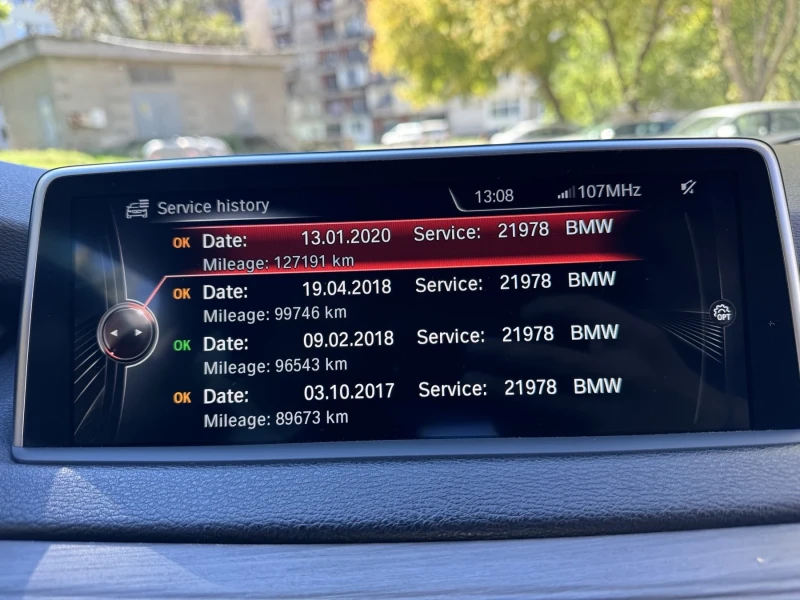 Service history 13:08 107MHz
OK Date: 13.01.2020 Service: 21978 BMW
Mileage: 127191 km
OK Date: 19.04.2018 Service: 21978 BMW
Mileage: 99746 km
OK Date: 09.02.2018 Service: 21978 BMW
Mileage: 96543 km
OK Date: 03.10.2017 Service: 21978 BMW
Mileage: 89673 km
OPT